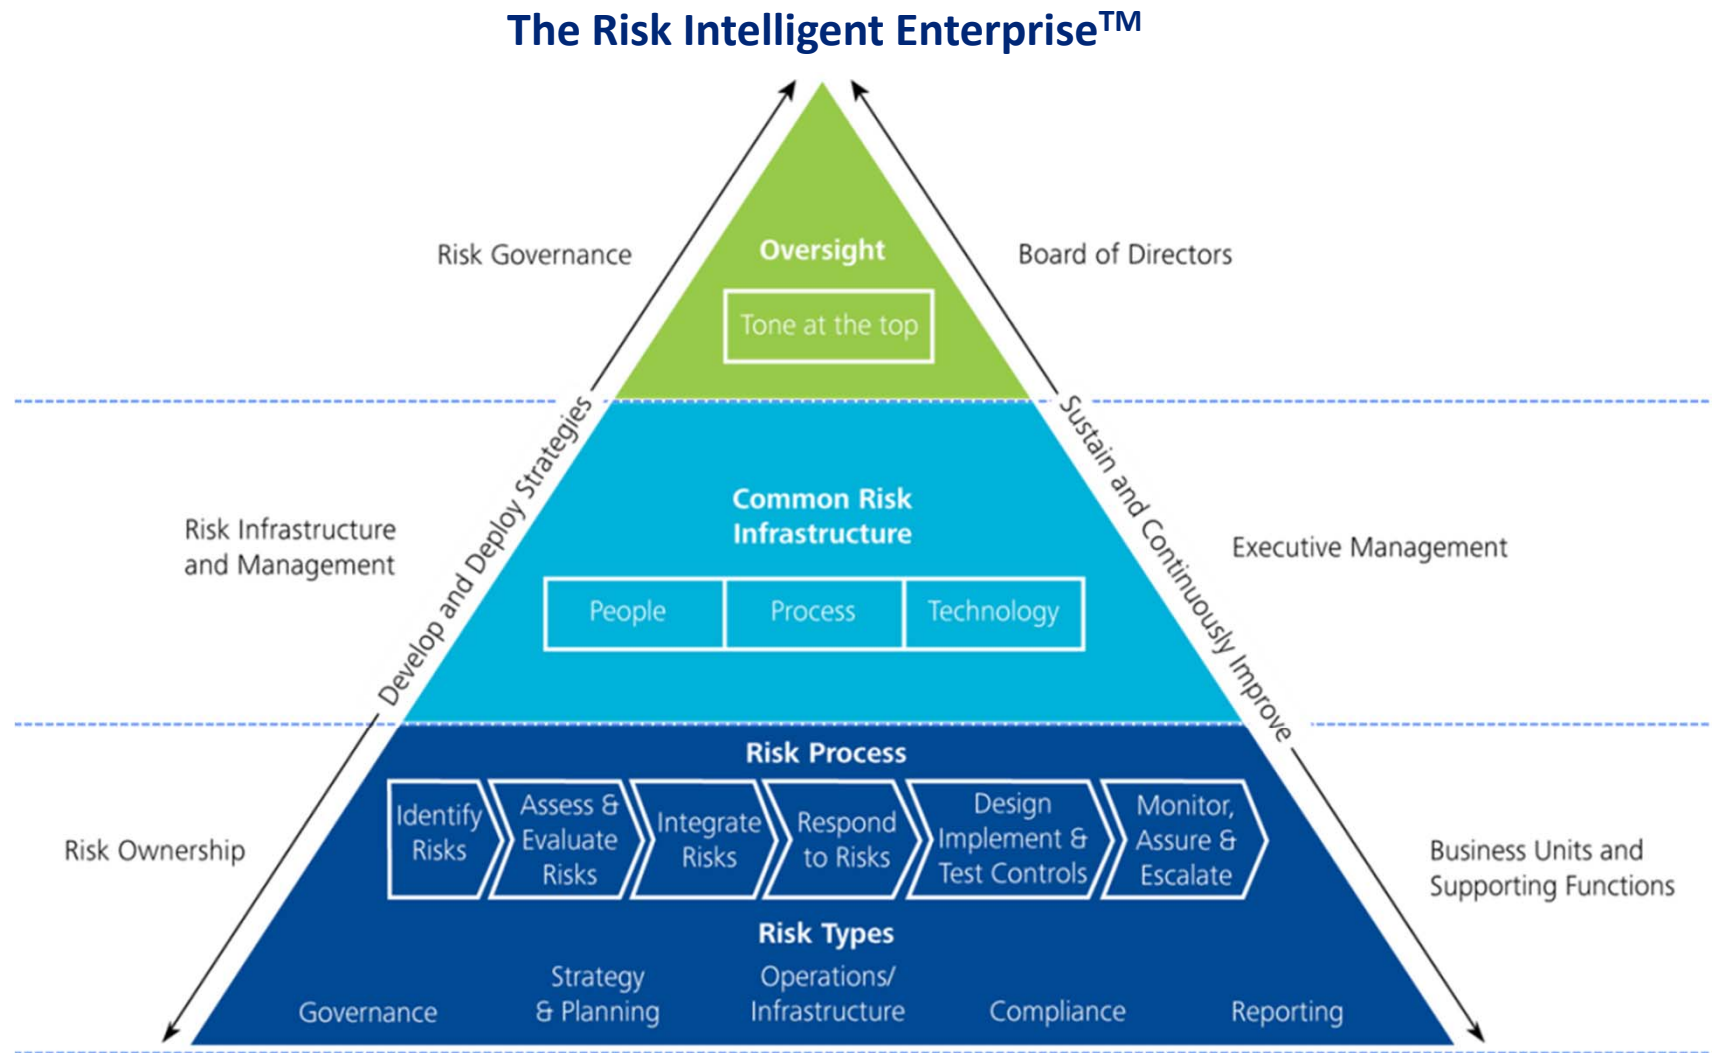 The Risk Intelligent Enterprise™
Risk Governance
Oversight
Tone at the top
Board of Directors
Develop and Deploy Strategies
Sustain and Continuously Improve
Risk Infrastructure
and Management
Common Risk
Infrastructure
People
Process
Technology
Executive Management
Risk Ownership
Risk Process
Identify
Risks
Assess &
Evaluate
Risks
Integrate
Risks
Respond
to Risks
Design
Implement &
Test Controls
Monitor,
Assure &
Escalate
Business Units and
Supporting Functions
Risk Types
Governance
Strategy
& Planning
Operations/
Infrastructure
Compliance
Reporting